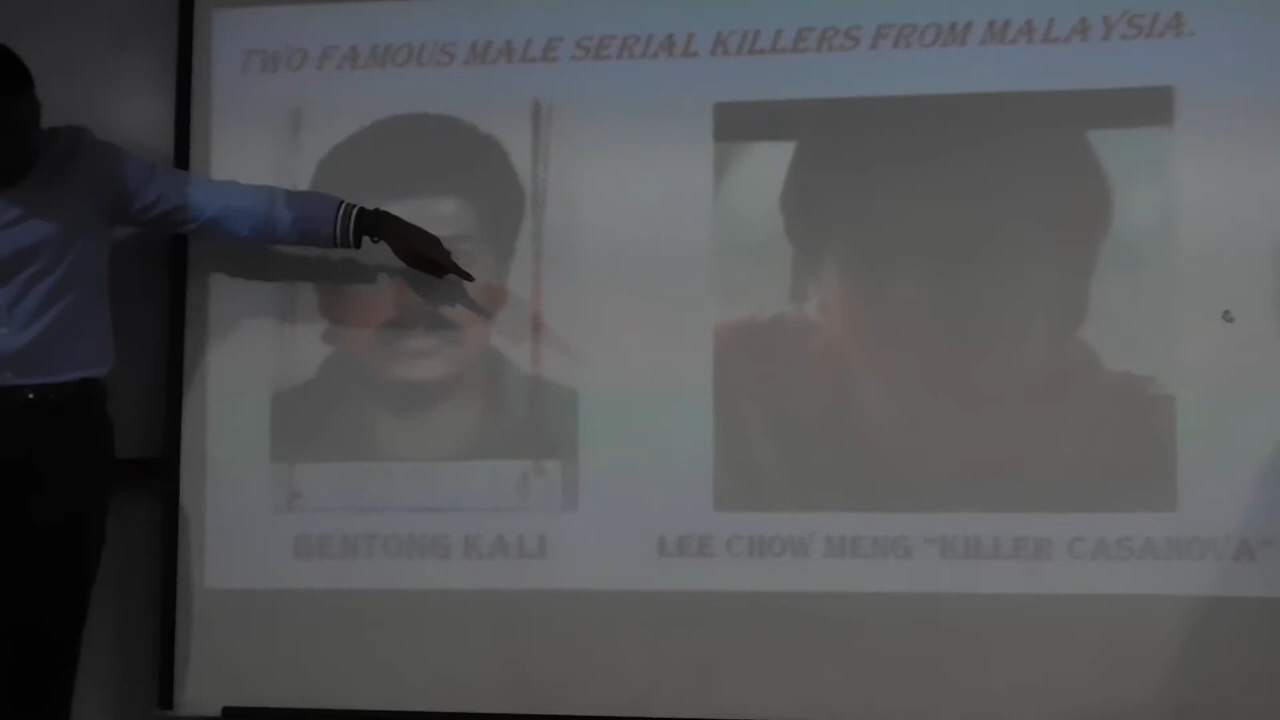 TWO FAMOUS MALE SERIAL KILLERS FROM MALAYSIA.
BENTONG KALI
LEE CHOW MENG "KILLER CASANOVA"